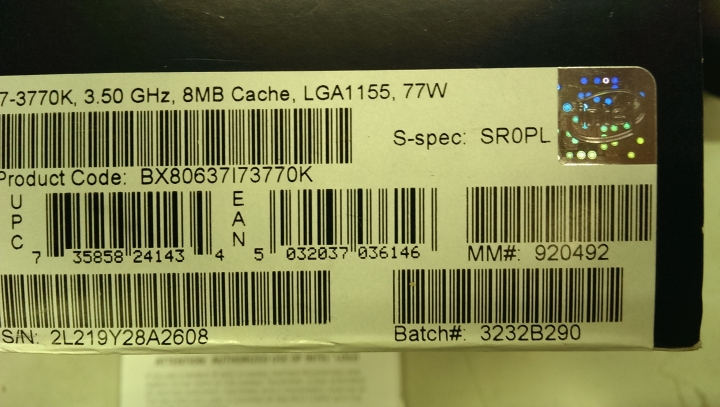 7-3770K, 3.50 GHz, 8MB Cache, LGA1155, 77W
S-spec: SR0PL
Product Code: BX80637I73770K
UPC
7 35858 24143 4
EAN
5 032037 036146
MM#: 920492
S/N: 2L219Y28A2608
Batch#: 3232B290